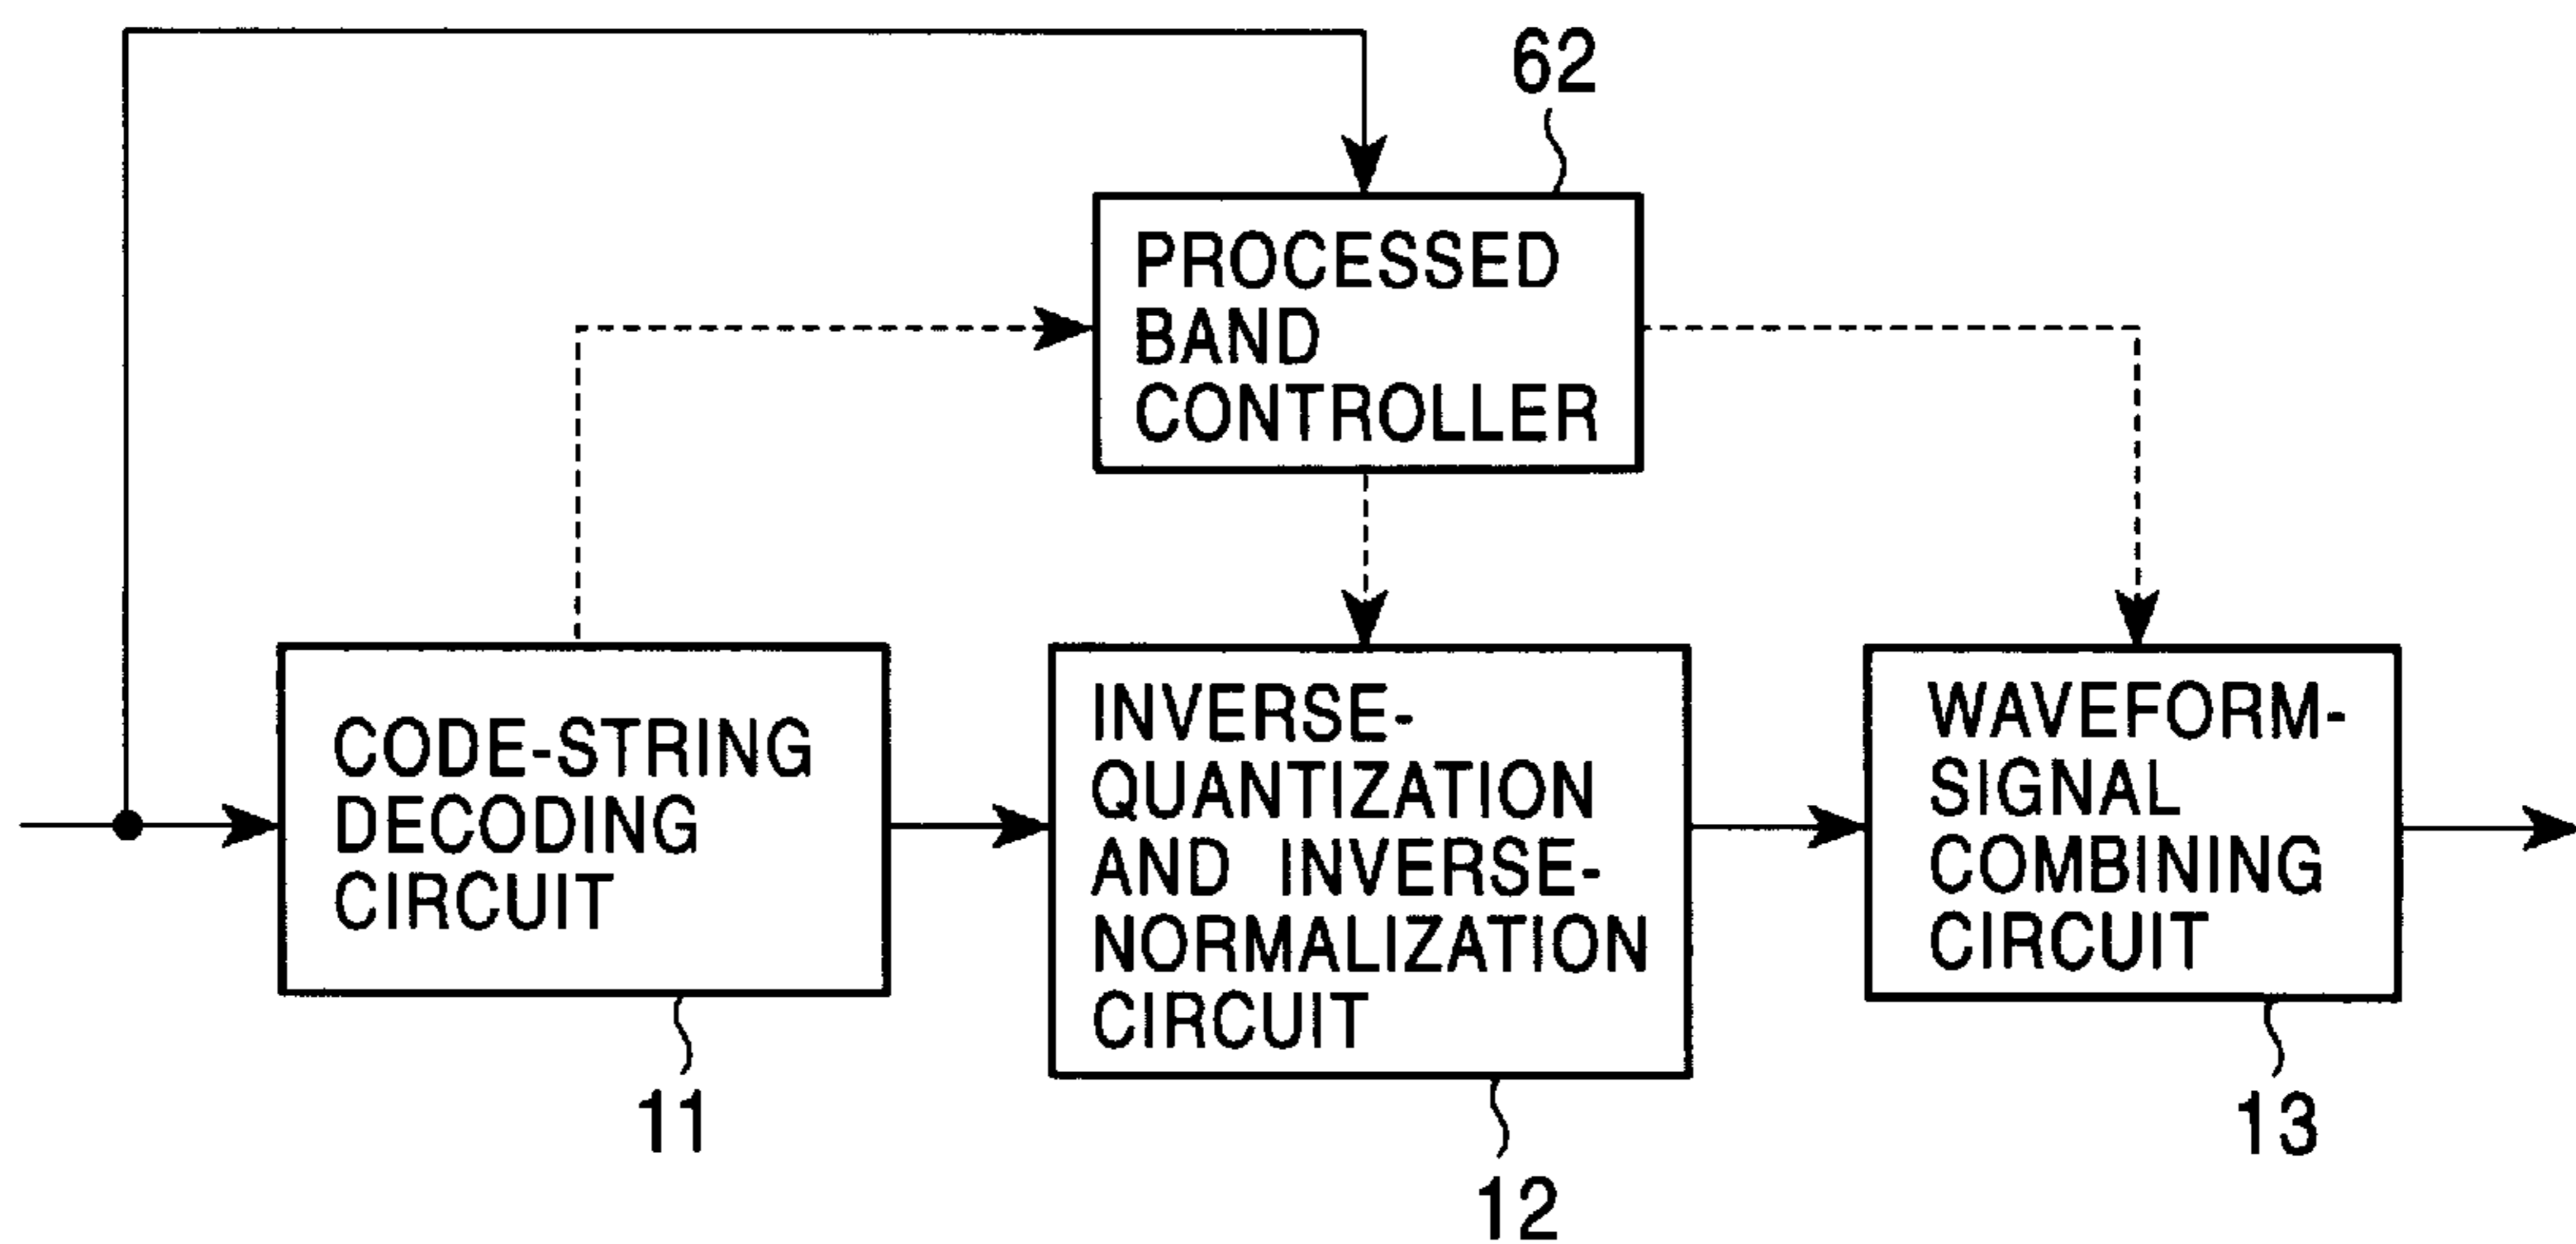 62
PROCESSED
BAND
CONTROLLER
CODE-STRING
DECODING
CIRCUIT
11
INVERSE-
QUANTIZATION
AND INVERSE-
NORMALIZATION
CIRCUIT
12
WAVEFORM-
SIGNAL
COMBINING
CIRCUIT
13